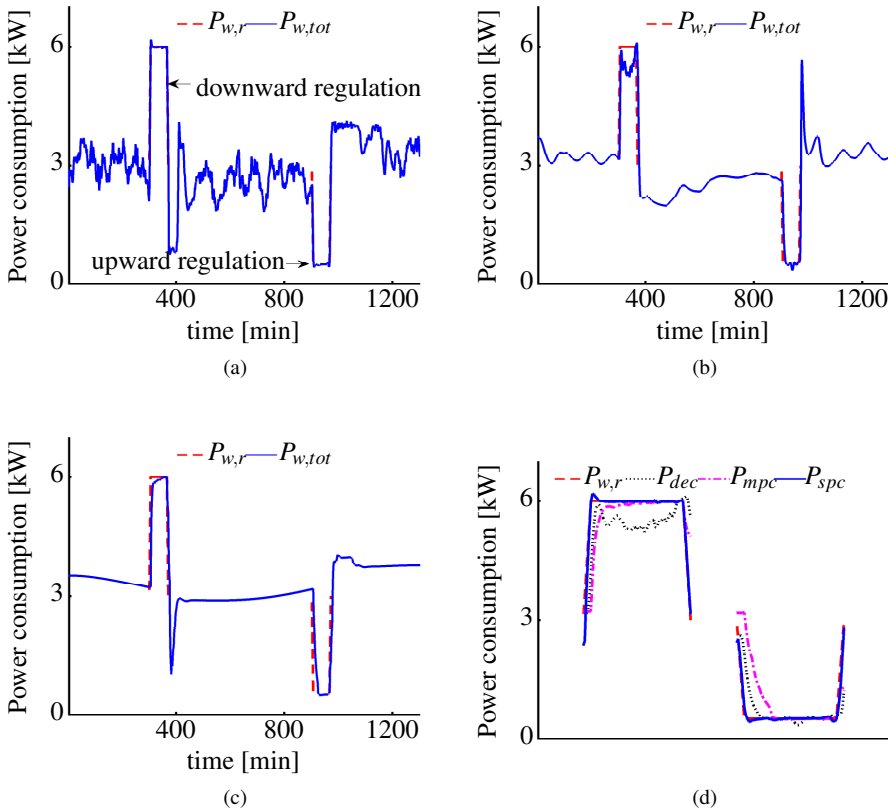 P_{w,r} P_{w,tot}
Power consumption [kW]
6
3
0
downward regulation
upward regulation
400 800 1200
time [min]
(a)
P_{w,r} P_{w,tot}
Power consumption [kW]
6
3
0
400 800 1200
time [min]
(b)
P_{w,r} P_{w,tot}
Power consumption [kW]
6
3
0
400 800 1200
time [min]
(c)
P_{w,r} P_{dec} P_{mpc} P_{spc}
Power consumption [kW]
6
3
0
(d)